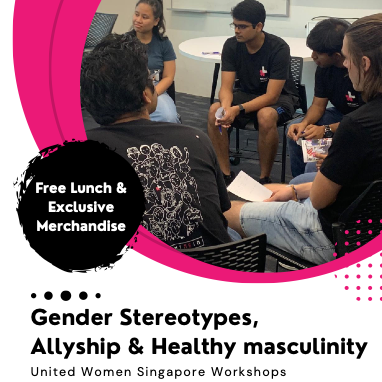 Free Lunch &
Exclusive
Merchandise
Gender Stereotypes,
Allyship & Healthy masculinity
United Women Singapore Workshops